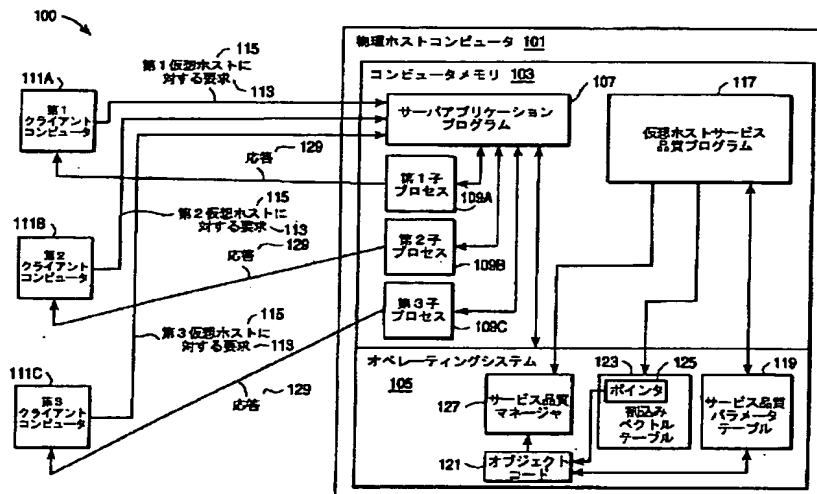 100
物理ホストコンピュータ 101
115
第1仮想ホストに
対する要求 113
111A
第1
クライアント
コンピュータ
コンピュータメモリ 103
107
サーバアプリケーション
プログラム
117
仮想ホストサービス
品質プログラム
応答 129
第1子
プロセス
109A
115
第2仮想ホストに
対する要求 113
111B
第2
クライアント
コンピュータ
129
応答
第2子
プロセス
109B
115
第3仮想ホストに
対する要求 113
第3子
プロセス
109C
111C
第3
クライアント
コンピュータ
129
応答
オペレーティングシステム
105
127
サービス品質
マネージャ
123
125
ポインタ
割込み
ベクトル
テーブル
119
サービス品質
パラメータ
テーブル
121
オブジェクト
コード